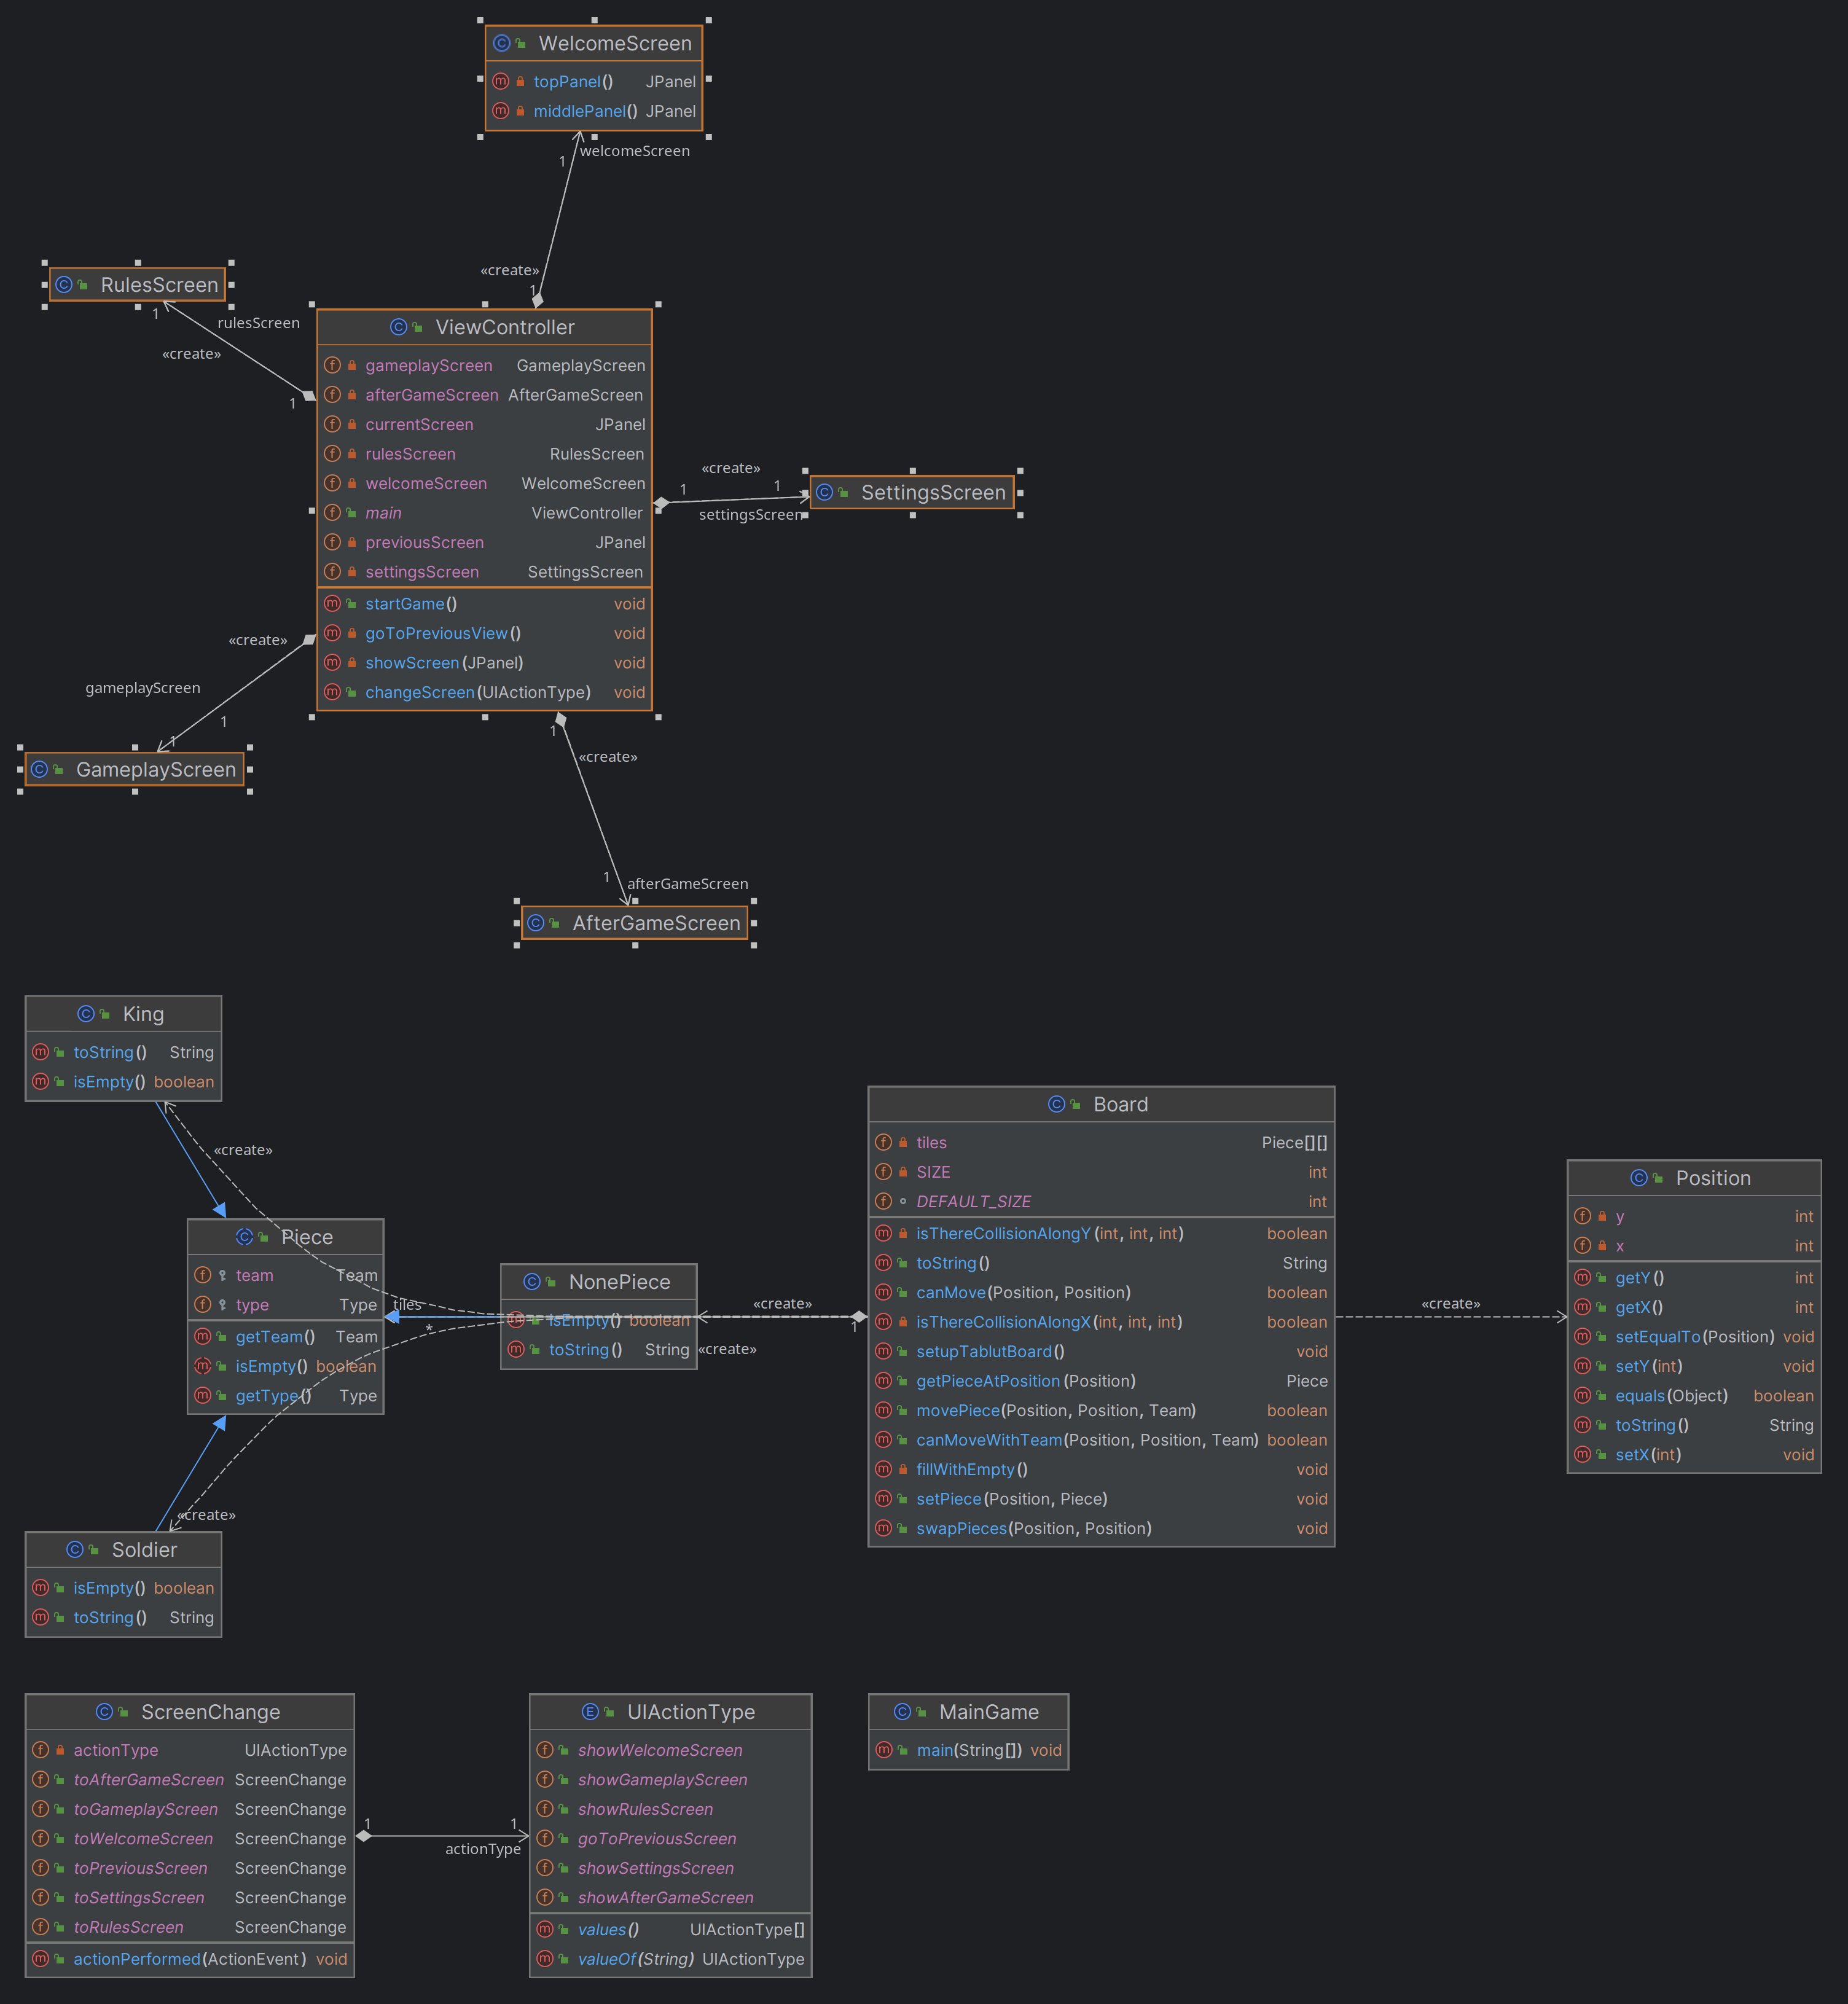 WelcomeScreen
topPanel() JPanel
middlePanel() JPanel
1 welcomeScreen
«create»
1
RulesScreen
1 rulesScreen
«create»
1
ViewController
gameplayScreen GameplayScreen
afterGameScreen AfterGameScreen
currentScreen JPanel
rulesScreen RulesScreen
welcomeScreen WelcomeScreen
main ViewController
previousScreen JPanel
settingsScreen SettingsScreen
startGame() void
goToPreviousView() void
showScreen(JPanel) void
changeScreen(UIActionType) void
«create»
1 1
settingsScreen
SettingsScreen
«create»
gameplayScreen
1
1
GameplayScreen
1
«create»
1 afterGameScreen
AfterGameScreen
King
toString() String
isEmpty() boolean
«create»
Piece
team Team
type Type
getTeam() Team
isEmpty() boolean
getType() Type
tiles
*
NonePiece
isEmpty() boolean
toString() String
«create»
«create»
1
Board
tiles Piece[][]
SIZE int
DEFAULT_SIZE int
isThereCollisionAlongY(int, int, int) boolean
toString() String
canMove(Position, Position) boolean
isThereCollisionAlongX(int, int, int) boolean
setupTablutBoard() void
getPieceAtPosition(Position) Piece
movePiece(Position, Position, Team) boolean
canMoveWithTeam(Position, Position, Team) boolean
fillWithEmpty() void
setPiece(Position, Piece) void
swapPieces(Position, Position) void
«create»
Position
y int
x int
getY() int
getX() int
setEqualTo(Position) void
setY(int) void
equals(Object) boolean
toString() String
setX(int) void
«create»
Soldier
isEmpty() boolean
toString() String
ScreenChange
actionType UIActionType
toAfterGameScreen ScreenChange
toGameplayScreen ScreenChange
toWelcomeScreen ScreenChange
toPreviousScreen ScreenChange
toSettingsScreen ScreenChange
toRulesScreen ScreenChange
actionPerformed(ActionEvent) void
1 1
actionType
UIActionType
showWelcomeScreen
showGameplayScreen
showRulesScreen
goToPreviousScreen
showSettingsScreen
showAfterGameScreen
values() UIActionType[]
valueOf(String) UIActionType
MainGame
main(String[]) void